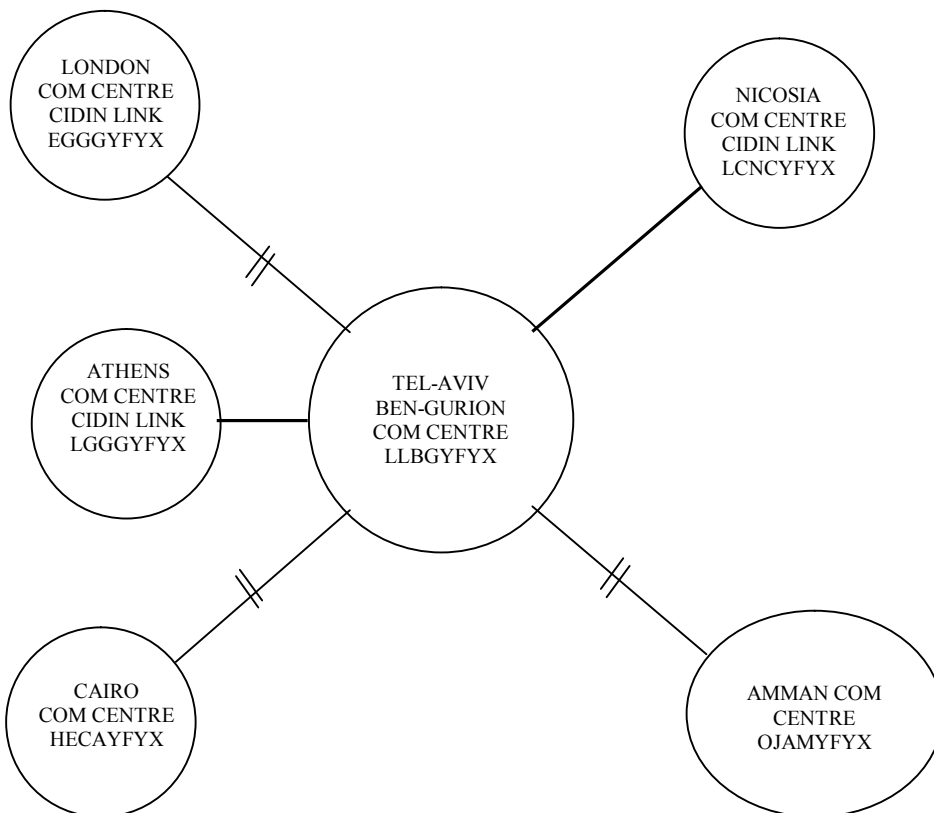 LONDON
COM CENTRE
CIDIN LINK
EGGGYFYX
NICOSIA
COM CENTRE
CIDIN LINK
LCNCYFYX
ATHENS
COM CENTRE
CIDIN LINK
LGGGYFYX
TEL-AVIV
BEN-GURION
COM CENTRE
LLBGYFYX
CAIRO
COM CENTRE
HECAYFYX
AMMAN COM
CENTRE
OJAMYFYX